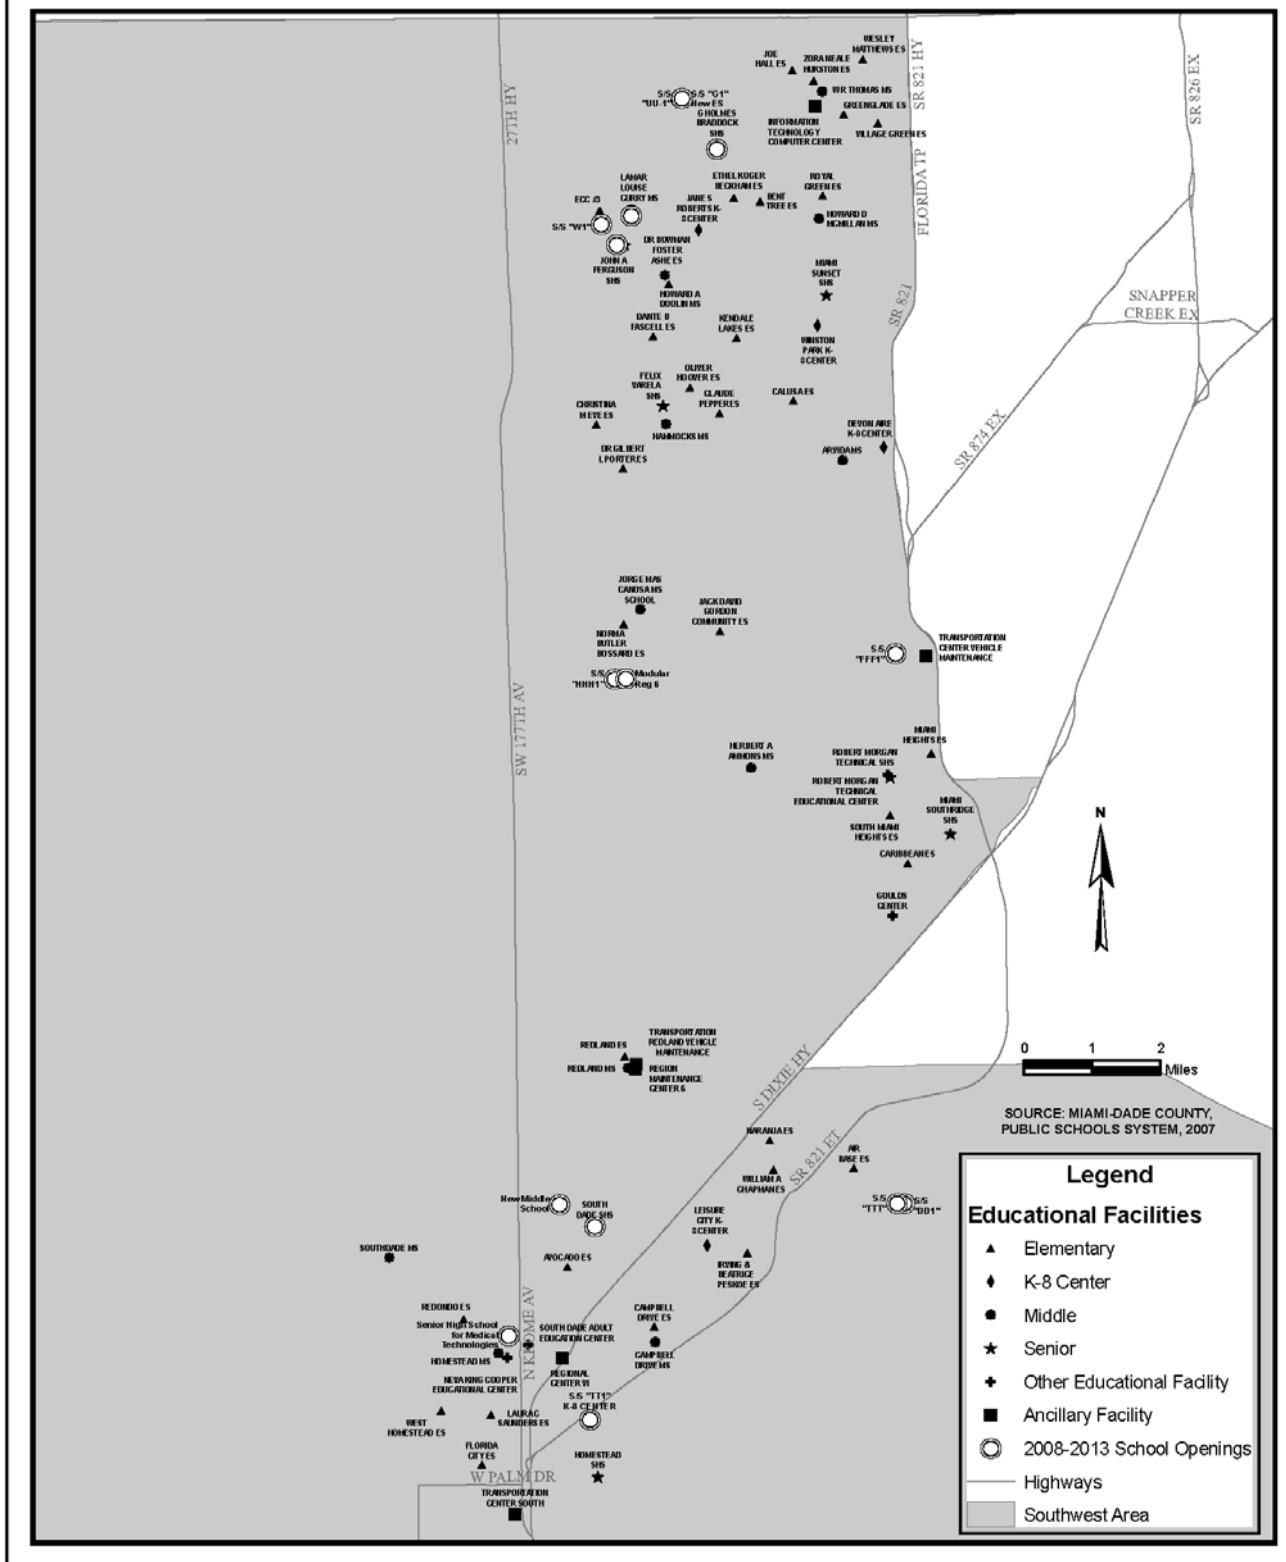 WESLEY
MATTHEWS ES
JOE
HALL ES
ZORA NEALE
HURSTON ES
WR THOMAS MS
GREENGLADE ES
INFORMATION
TECHNOLOGY
COMPUTER CENTER
VILLAGE GREEN ES
S/S
"UU-1"
S/S "G1"
New ES
G HOLMES
BRADDOCK
SHS
27TH HY
SR 821 HY
FLORIDA TP
SR 826 EX
LAMAR
LOUISE
CURRY MS
ECC
S/S "W1"
JOHN A
FERGUSON
SHS
ETHEL KOGER
BECKHAM ES
BENT
TREE ES
JANE S
ROBERTS K-
8 CENTER
ROYAL
GREEN ES
HOWARD D
MCMILLAN MS
DR BOWMAN
FOSTER
ASHE ES
HOWARD A
DOOLIN MS
MIAMI
SUNSET
SHS
SR 821
SNAPPER
CREEK EX
DANTE B
FASCELL ES
KENDALE
LAKES ES
WINSTON
PARK K-
8 CENTER
OLIVER
HOOVER ES
FELIX
VARELA
SHS
CLAUDE
PEPPER ES
CALUSA ES
CHRISTINA
M EVE ES
HAMMOCKS MS
DEVON AIRE
K-8 CENTER
ARVIDA MS
SR 874 EX
DR GILBERT
L PORTER ES
JORGE MAS
CANOSA MS
SCHOOL
JACK DAVID
GORDON
COMMUNITY ES
NORMA
BUTLER
BOSSARD ES
S/S
"HHH1"
Modular
Reg 6
S/S
"FFF1"
TRANSPORTATION
CENTER VEHICLE
MAINTENANCE
SW 177TH AV
HERBERT A
AMMONS MS
MIAMI
HEIGHTS ES
ROBERT MORGAN
TECHNICAL SHS
ROBERT MORGAN
TECHNICAL
EDUCATIONAL CENTER
MIAMI
SOUTHRIDGE
SHS
SOUTH MIAMI
HEIGHTS ES
CARIBBEAN ES
GOULDS
CENTER
N
TRANSPORTATION
REDLAND VEHICLE
MAINTENANCE
REDLAND ES
REDLAND MS
REGION
MAINTENANCE
CENTER 6
S DIXIE HY
0 1 2
Miles
SOURCE: MIAMI-DADE COUNTY,
PUBLIC SCHOOLS SYSTEM, 2007
NARANJA ES
SR 821 ET
AIR
BASE ES
WILLIAM A
CHAPMAN ES
S/S
"TTT"
S/S
"DD1"
New Middle
School
SOUTH
DADE SHS
LEISURE
CITY K-
8 CENTER
IRVING &
BEATRICE
PESKOE ES
SOUTHDADE MS
AVOCADO ES
REDONDO ES
Senior High School
for Medical
Technologies
HOMESTEAD MS
N KROME AV
SOUTH DADE ADULT
EDUCATION CENTER
CAMPBELL
DRIVE ES
CAMPBELL
DRIVE MS
REGIONAL
CENTER VI
NEVA KING COOPER
EDUCATIONAL CENTER
S/S "TT1"
K-8 CENTER
WEST
HOMESTEAD ES
LAURA C
SAUNDERS ES
FLORIDA
CITY ES
HOMESTEAD
SHS
W PALM DR
TRANSPORTATION
CENTER SOUTH
Legend
Educational Facilities
Elementary
K-8 Center
Middle
Senior
Other Educational Facility
Ancillary Facility
2008-2013 School Openings
Highways
Southwest Area